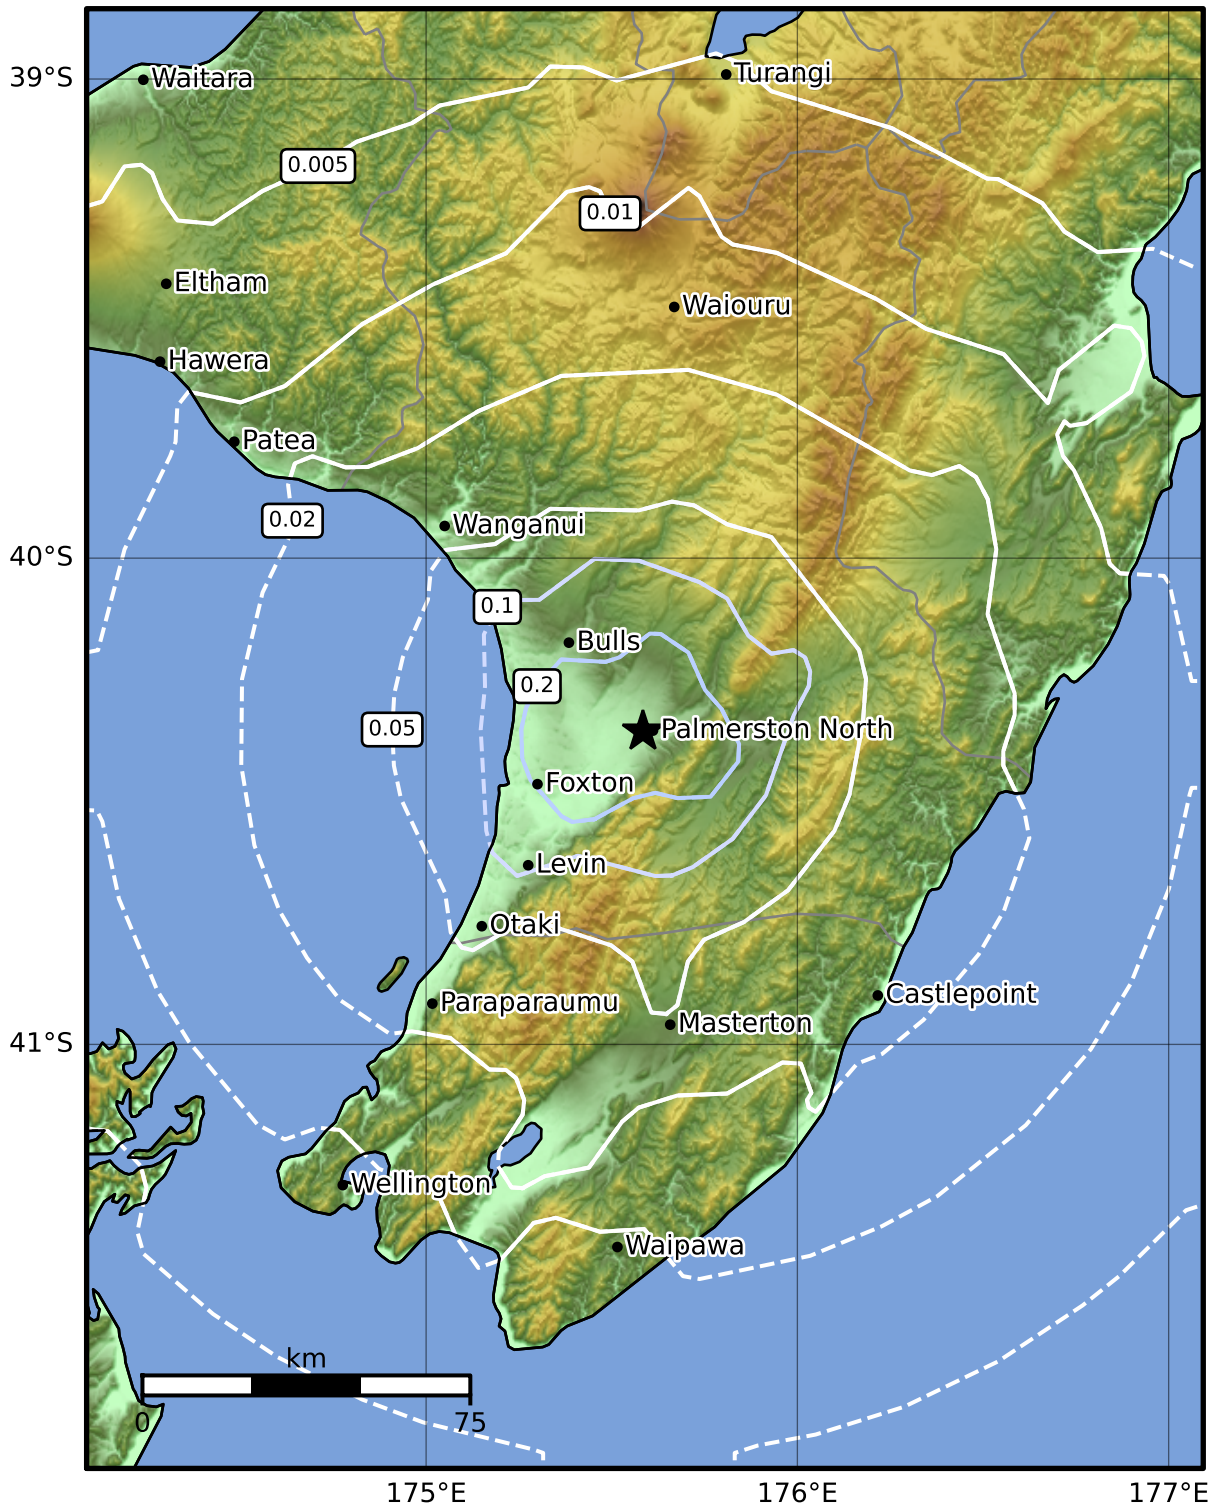 39°S
Waitara
Turangi
0.005
0.01
Eltham
Waiouru
Hawera
Patea
0.02
Wanganui
40°S
0.1
Bulls
0.2
0.05
Palmerston North
Foxton
Levin
Otaki
Paraparaumu
Castlepoint
Masterton
41°S
Wellington
Waipawa
km
0 75
175°E 176°E 177°E